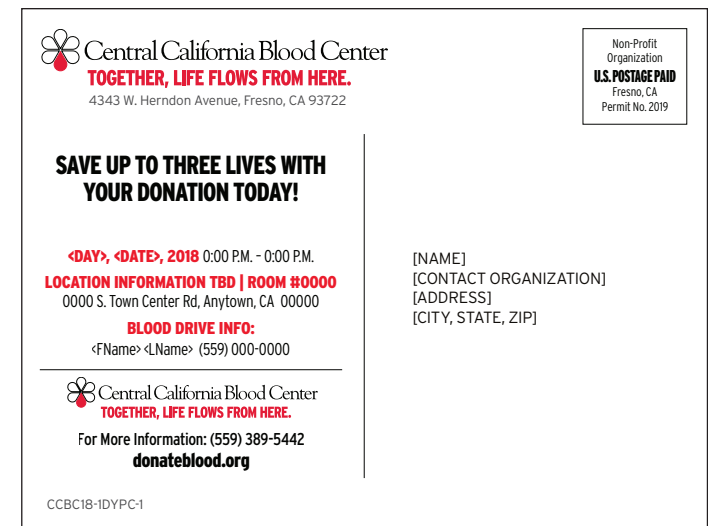 Central California Blood Center
TOGETHER, LIFE FLOWS FROM HERE.
4343 W. Herndon Avenue, Fresno, CA 93722
Non-Profit
Organization
U.S. POSTAGE PAID
Fresno, CA
Permit No. 2019
SAVE UP TO THREE LIVES WITH
YOUR DONATION TODAY!
<DAY>, <DATE>, 2018 0:00 P.M. - 0:00 P.M.
LOCATION INFORMATION TBD | ROOM #0000
0000 S. Town Center Rd, Anytown, CA 00000
BLOOD DRIVE INFO:
<FName> <LName> (559) 000-0000
Central California Blood Center
TOGETHER, LIFE FLOWS FROM HERE.
For More Information: (559) 389-5442
donateblood.org
CCBC18-1DYPC-1
[NAME]
[CONTACT ORGANIZATION]
[ADDRESS]
[CITY, STATE, ZIP]